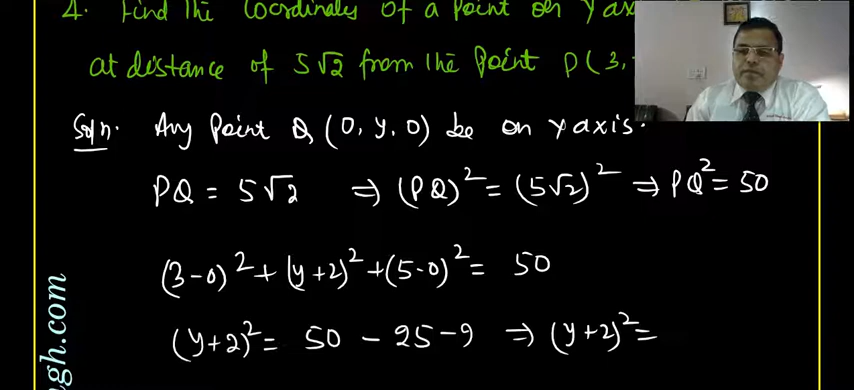 4. Find the Coordinates of a Point on Y axis
at distance of 5√2 from the Point P(3,
Soln. Any Point Q (0, y, 0) be on Y axis.
PQ = 5√2 ⇒ (PQ)² = (5√2)² ⇒ PQ² = 50
(3-0)² + (y+2)² + (5-0)² = 50
(y+2)² = 50 - 25 - 9 ⇒ (y+2)² =
gh.com